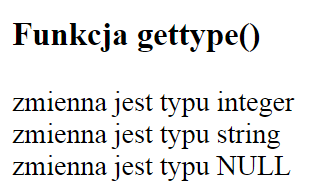 Funkcja gettype()
zmienna jest typu integer
zmienna jest typu string
zmienna jest typu NULL